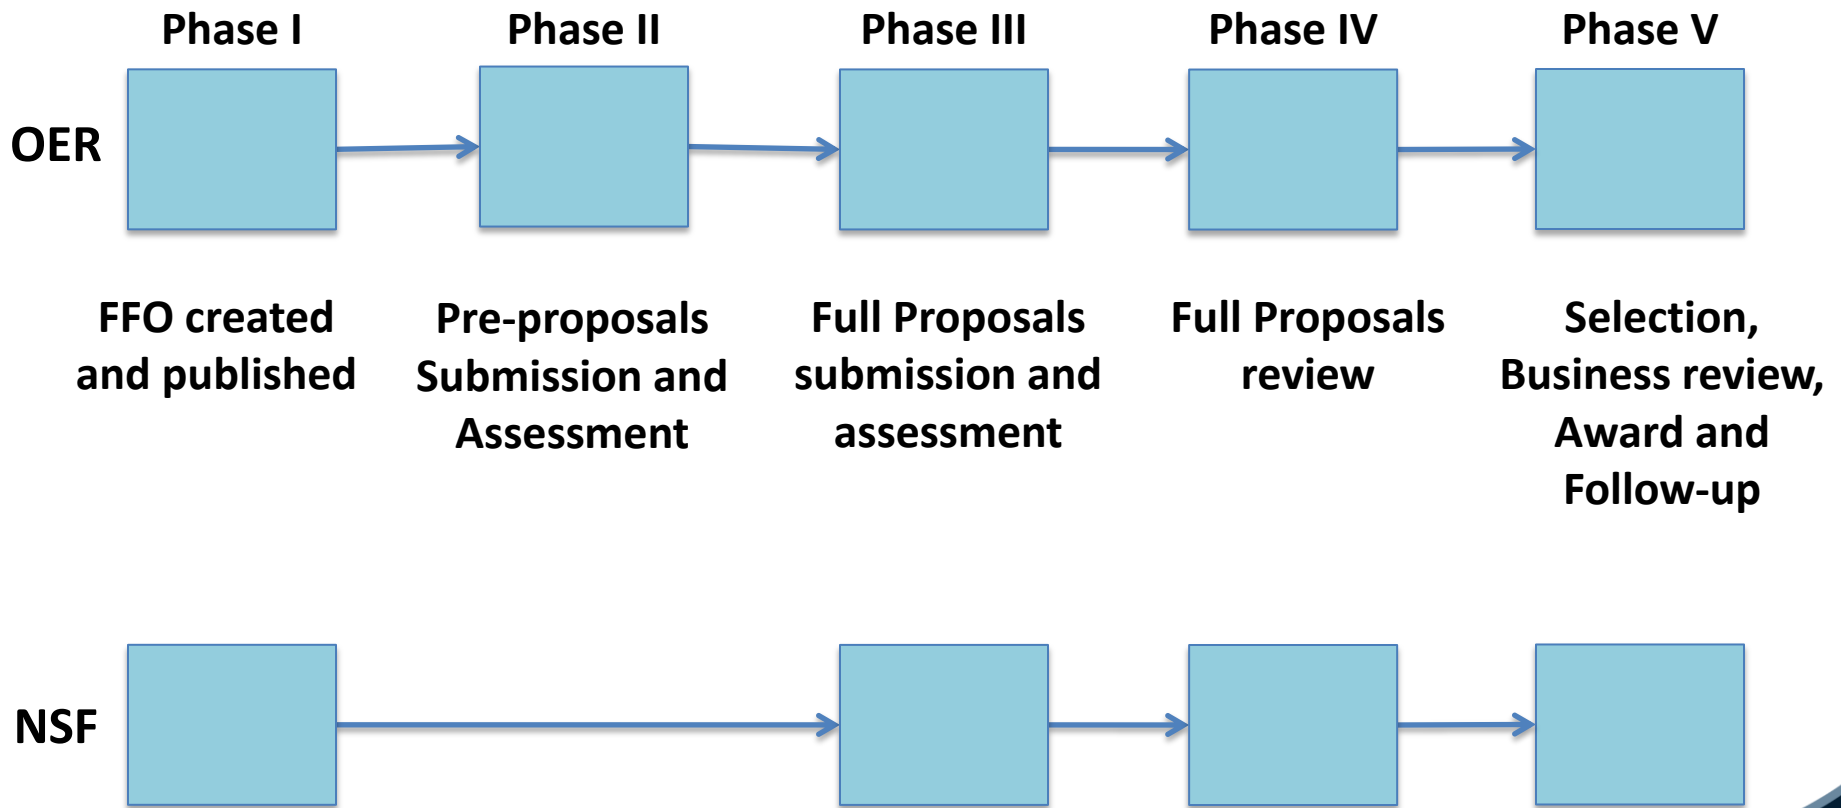 Phase I
Phase II
Phase III
Phase IV
Phase V
OER
FFO created
and published
Pre-proposals
Submission and
Assessment
Full Proposals
submission and
assessment
Full Proposals
review
Selection,
Business review,
Award and
Follow-up
NSF